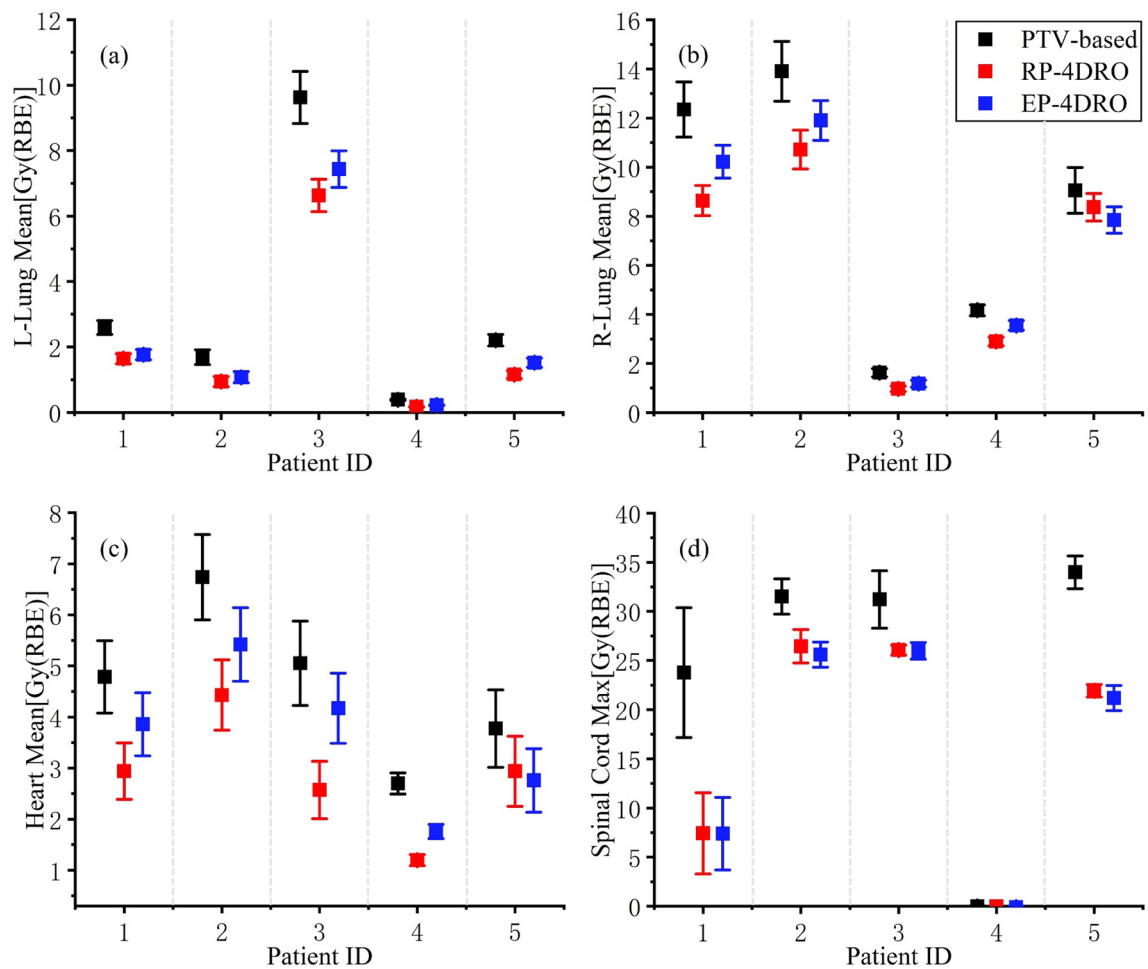 (a)
L-Lung Mean[Gy(RBE)]
12
10
8
6
4
2
0
1 2 3 4 5
Patient ID
(b)
R-Lung Mean[Gy(RBE)]
16
14
12
10
8
6
4
2
0
1 2 3 4 5
Patient ID
PTV-based
RP-4DRO
EP-4DRO
(c)
Heart Mean[Gy(RBE)]
8
7
6
5
4
3
2
1
1 2 3 4 5
Patient ID
(d)
Spinal Cord Max[Gy(RBE)]
40
35
30
25
20
15
10
5
0
1 2 3 4 5
Patient ID